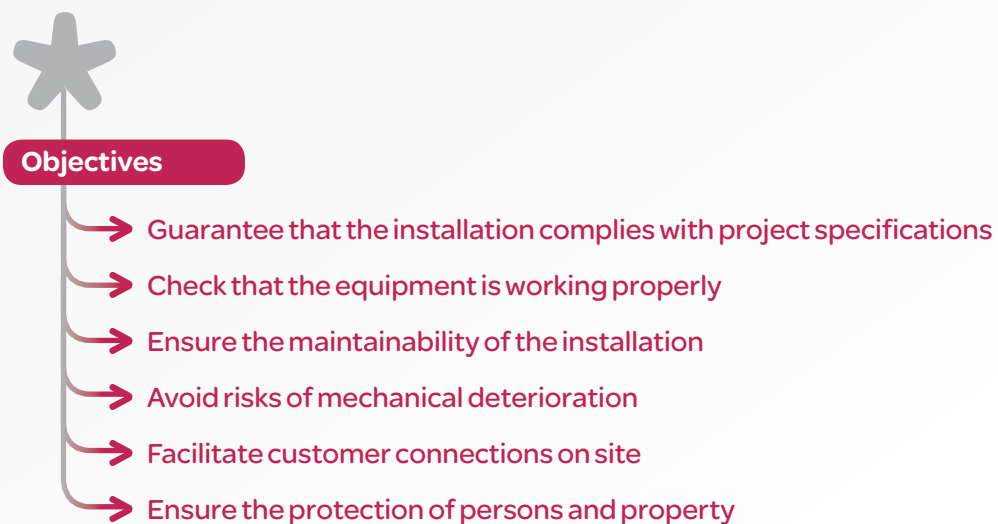 Objectives
Guarantee that the installation complies with project specifications
Check that the equipment is working properly
Ensure the maintainability of the installation
Avoid risks of mechanical deterioration
Facilitate customer connections on site
Ensure the protection of persons and property